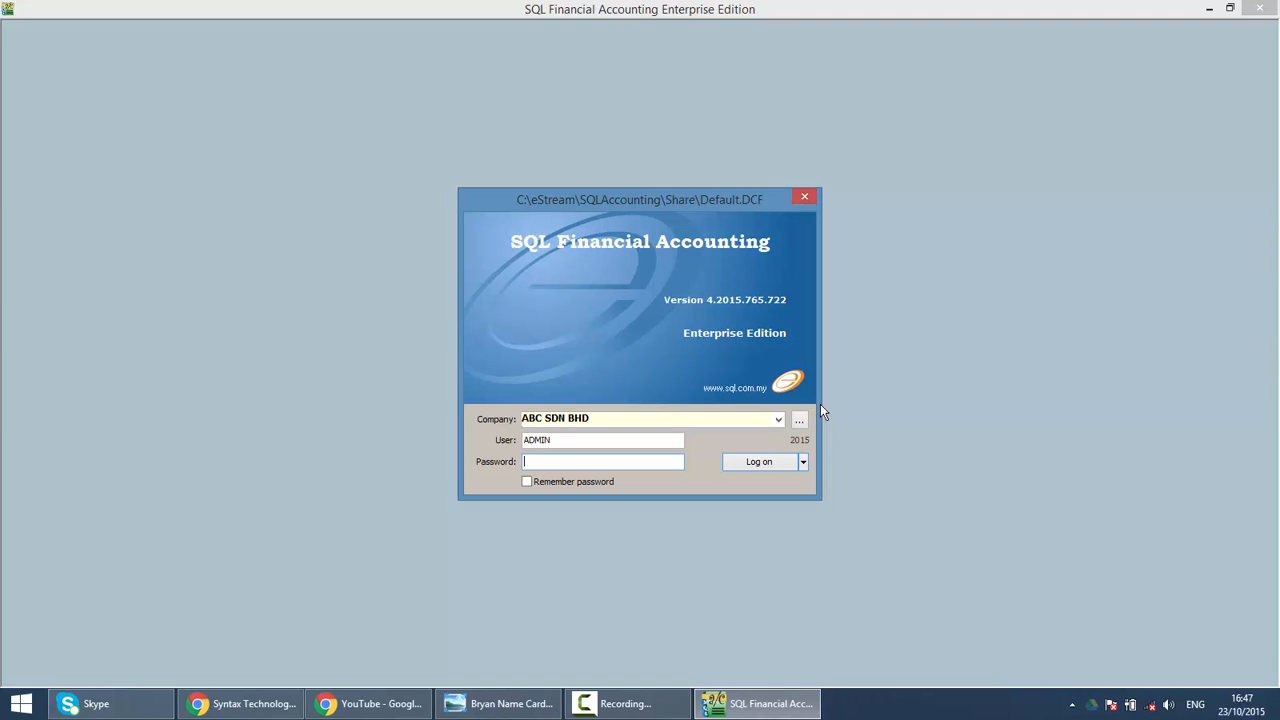 SQL Financial Accounting Enterprise Edition
C:\eStream\SQLAccounting\Share\Default.DCF
SQL Financial Accounting
Version 4.2015.765.722
Enterprise Edition
www.sql.com.my
Company: ABC SDN BHD ...
User: ADMIN 2015
Password: Log on
Remember password
Skype Syntax Technolog... YouTube - Googl... Bryan Name Card... Recording... SQL Financial Acc... ENG 16:47
23/10/2015